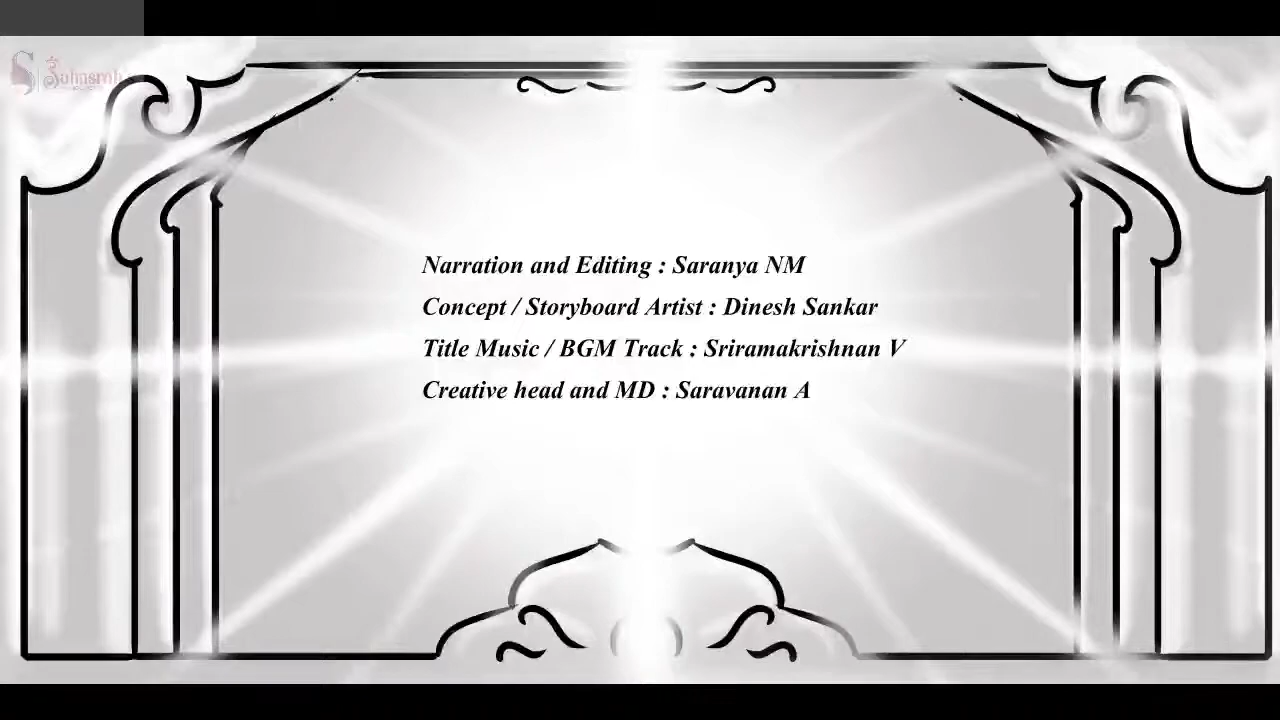 Narration and Editing : Saranya NM
Concept / Storyboard Artist : Dinesh Sankar
Title Music / BGM Track : Sriramakrishnan V
Creative head and MD : Saravanan A